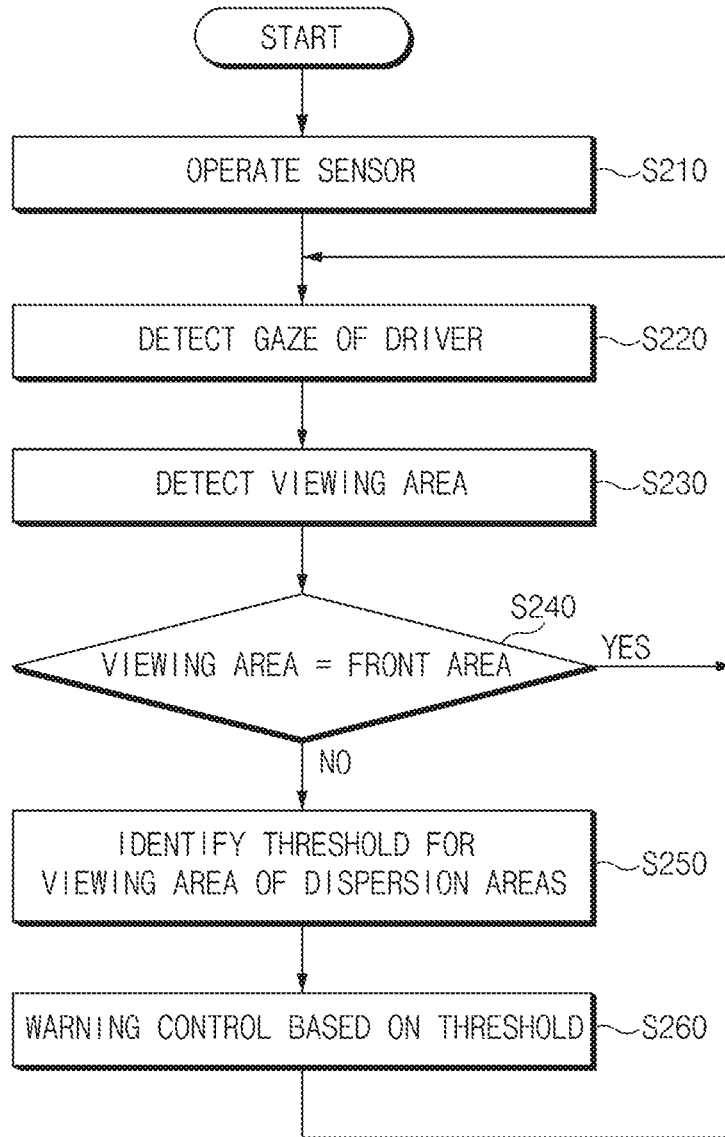 START
OPERATE SENSOR
S210
DETECT GAZE OF DRIVER
S220
DETECT VIEWING AREA
S230
S240
VIEWING AREA = FRONT AREA
YES
NO
IDENTIFY THRESHOLD FOR
VIEWING AREA OF DISPERSION AREAS
S250
WARNING CONTROL BASED ON THRESHOLD
S260